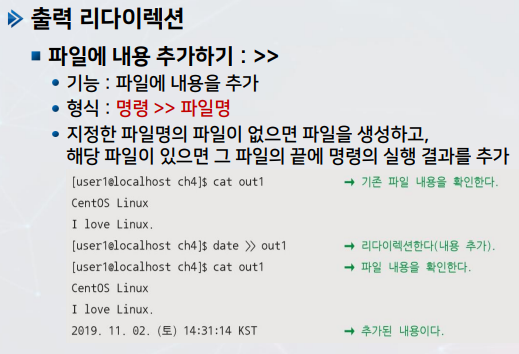 출력 리다이렉션
파일에 내용 추가하기 : >>
기능 : 파일에 내용을 추가
형식 : 명령 >> 파일명
지정한 파일명의 파일이 없으면 파일을 생성하고,
해당 파일이 있으면 그 파일의 끝에 명령의 실행 결과를 추가
[user1@localhost ch4]$ cat out1 → 기존 파일 내용을 확인한다.
CentOS Linux
I love Linux.
[user1@localhost ch4]$ date >> out1 → 리다이렉션한다(내용 추가).
[user1@localhost ch4]$ cat out1 → 파일 내용을 확인한다.
CentOS Linux
I love Linux.
2019. 11. 02. (토) 14:31:14 KST → 추가된 내용이다.